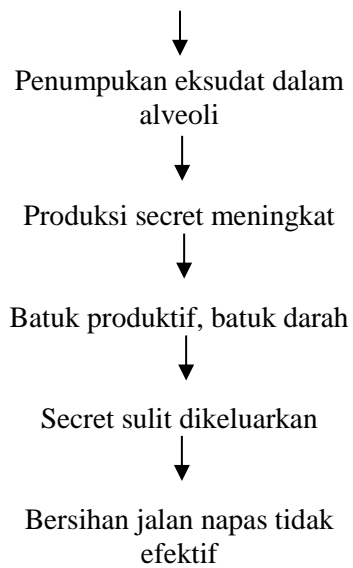 Penumpukan eksudat dalam
alveoli
Produksi secret meningkat
Batuk produktif, batuk darah
Secret sulit dikeluarkan
Bersihan jalan napas tidak
efektif